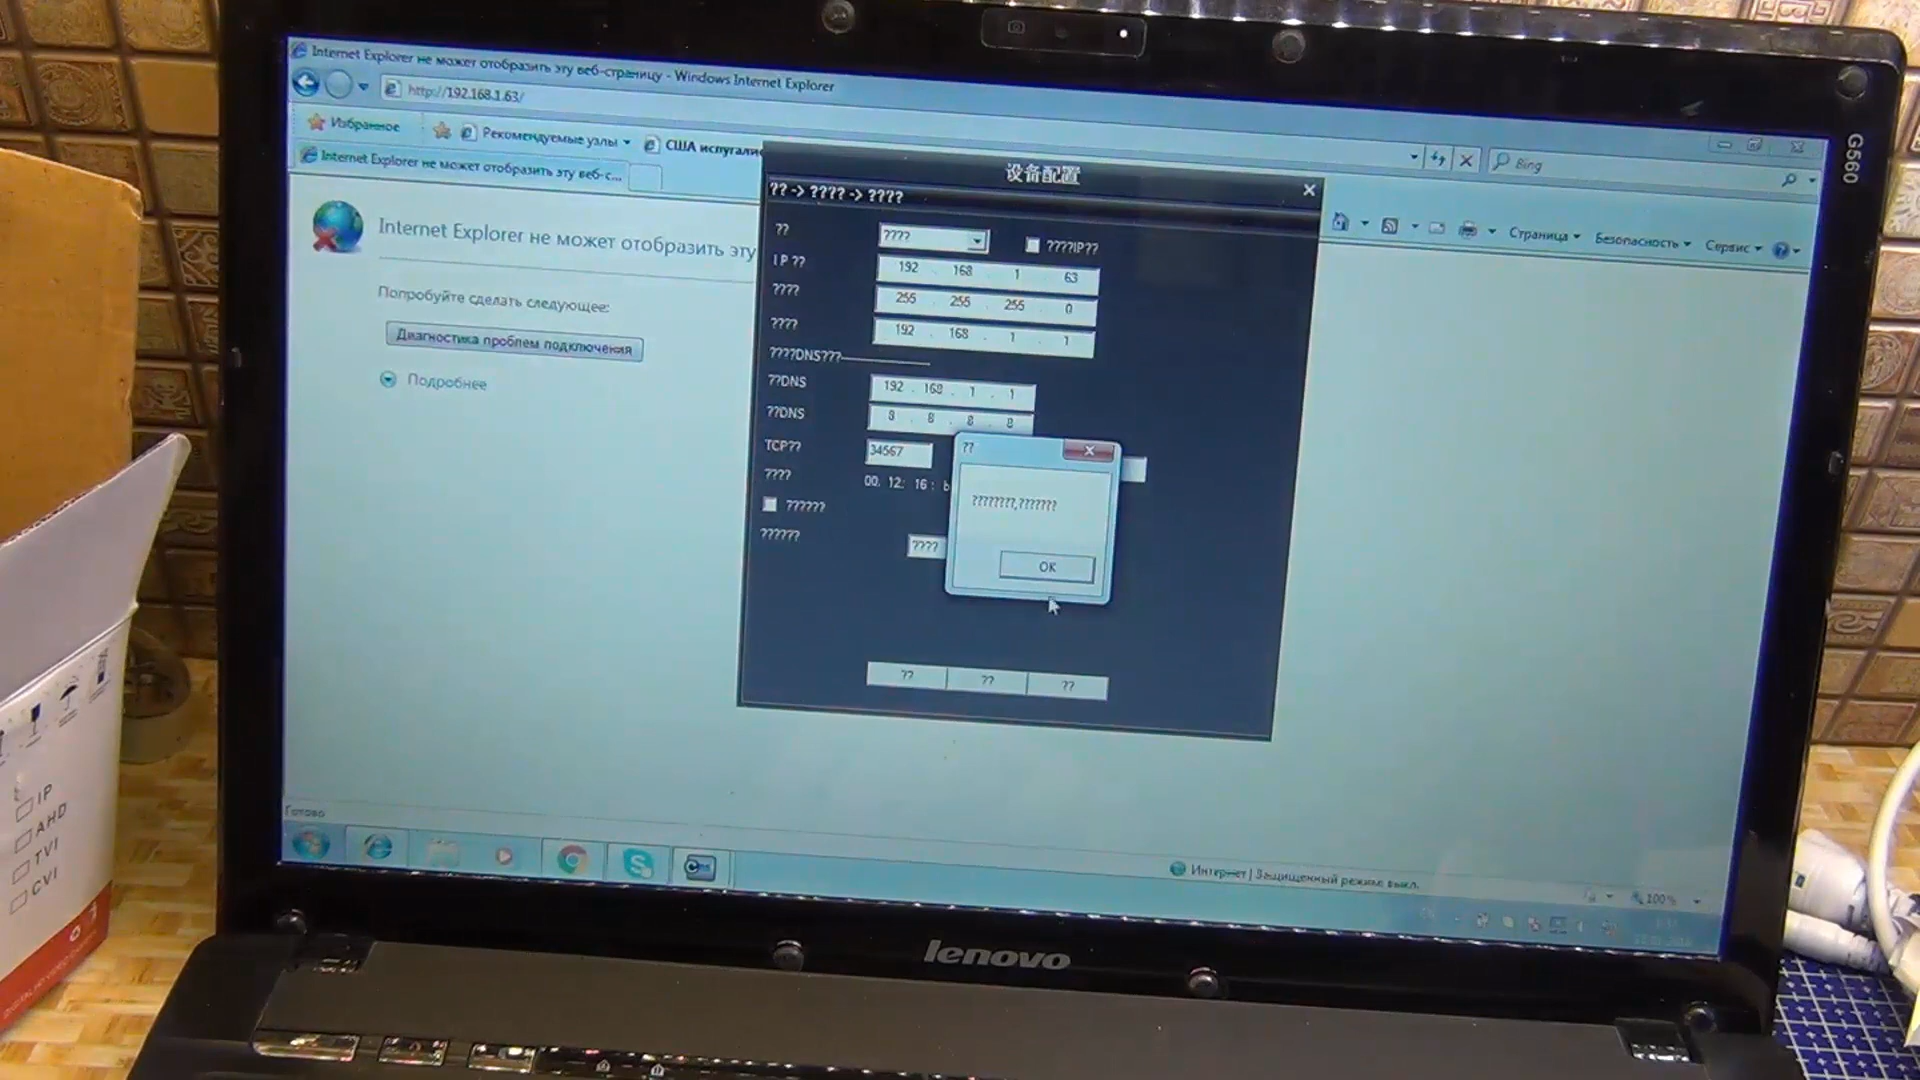 Internet Explorer не может отобразить эту веб-страницу - Windows Internet Explorer
http://192.168.1.63/
Bing
Избранное
Рекомендуемые узлы
США испугалис
Internet Explorer не может отобразить эту веб-с...
Страница
Безопасность
Сервис
Internet Explorer не может отобразить эту
Попробуйте сделать следующее:
Диагностика проблем подключения
Подробнее
设备配置
?? -> ???? -> ????
??
????
????IP??
IP ??
192 . 168 . 1 . 63
????
255 . 255 . 255 . 0
????
192 . 168 . 1 . 1
????DNS???
??DNS
192 . 168 . 1 . 1
??DNS
8 . 8 . 8 . 8
TCP??
34567
????
00: 12: 16: b
??????
??????
????
??
????????,???????
OK
??
??
??
Готово
Интернет | Защищенный режим: выкл.
100%
lenovo
G560
IP
AHD
TVI
CVI